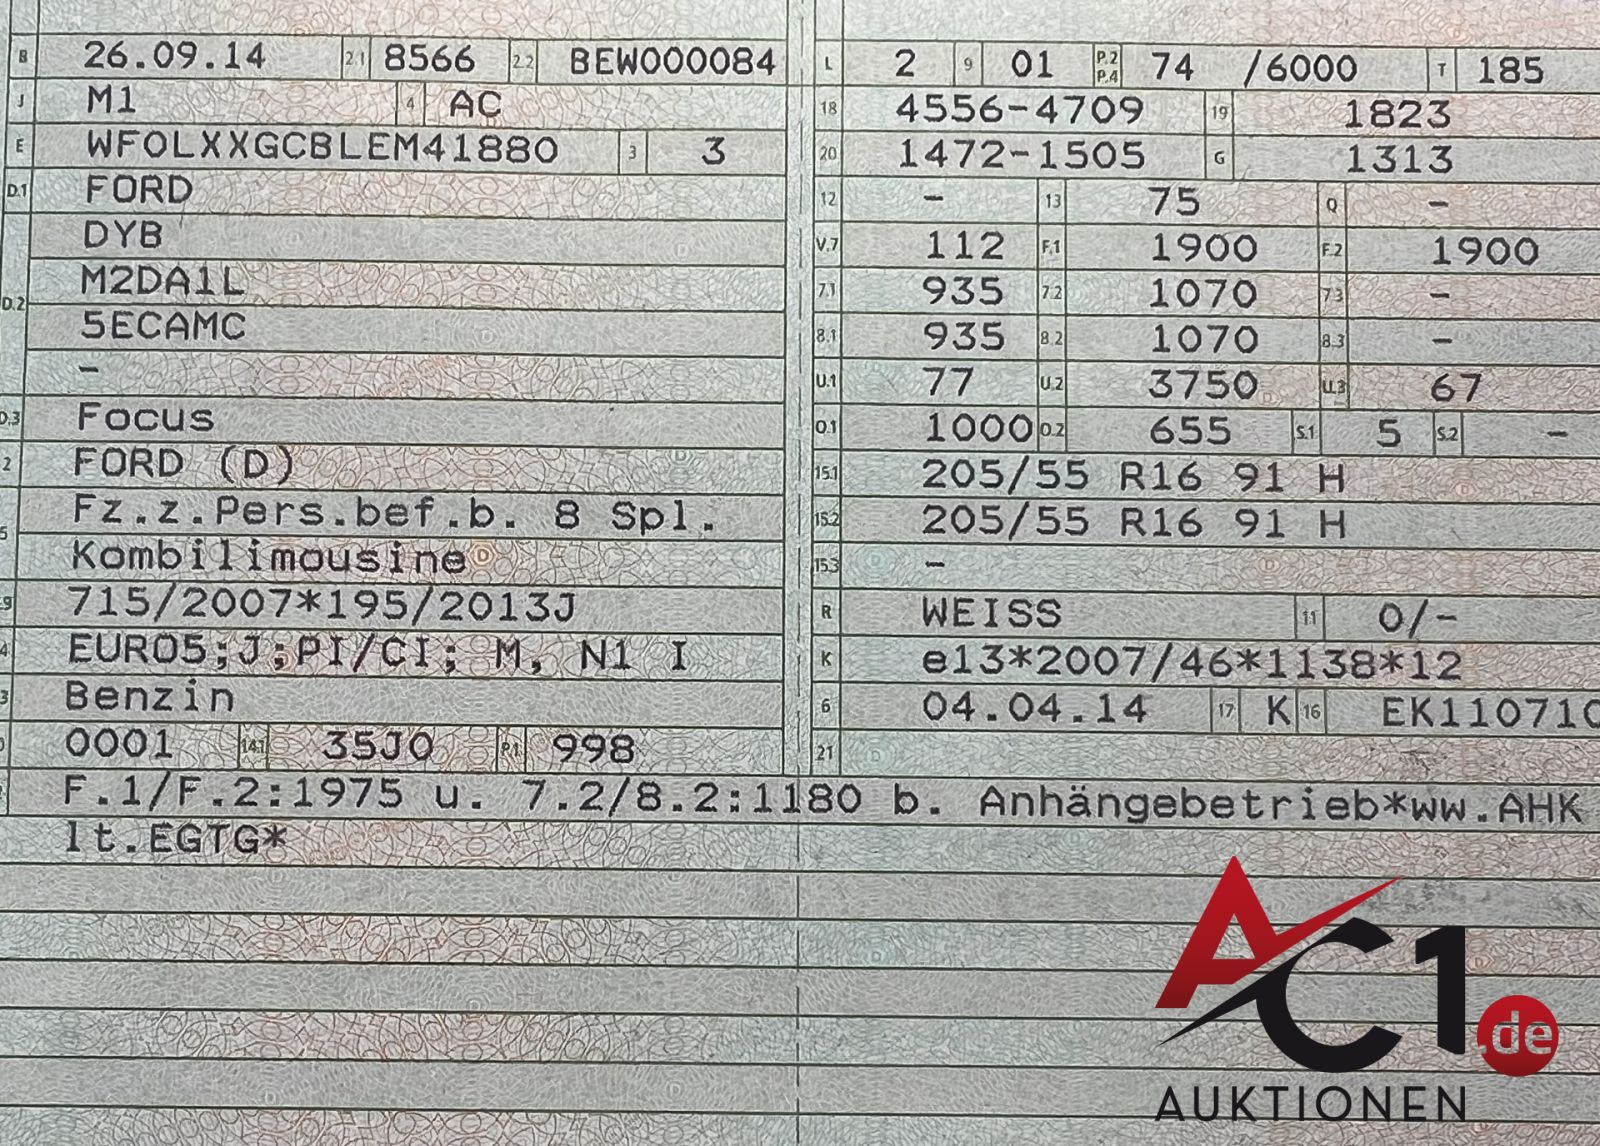 B 26.09.14 2.1 8566 2.2 BEW000084
J M1 4 AC
E WF0LXXGCBLEM41880 3 3
D.1 FORD
DYB
D.2 M2DA1L
5ECAMC
–
D.3 Focus
2 FORD (D)
5 Fz.z.Pers.bef.b. 8 Spl.
Kombilimousine
9 715/2007*195/2013J
4 EURO5;J;PI/CI; M, N1 I
3 Benzin
0001 14.1 35J0 P.1 998
L 2 9 01 P.2 P.4 74 /6000 T 185
18 4556-4709 19 1823
20 1472-1505 G 1313
12 – 13 75 Q –
V.7 112 F.1 1900 F.2 1900
7.1 935 7.2 1070 7.3 –
8.1 935 8.2 1070 8.3 –
U.1 77 U.2 3750 U.3 67
O.1 1000 O.2 655 S.1 5 S.2 –
15.1 205/55 R16 91 H
15.2 205/55 R16 91 H
15.3 –
R WEISS 11 0/–
K e13*2007/46*1138*12
6 04.04.14 17 K 16 EK110710
21
F.1/F.2:1975 u. 7.2/8.2:1180 b. Anhängebetrieb*ww.AHK
lt.EGTG*
AC1.de
AUKTIONEN